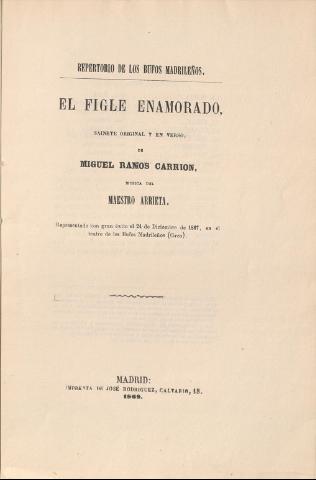 REPERTORIO DE LOS BUFOS MADRILEÑOS.
EL FIGLE ENAMORADO,
SAINETE ORIGINAL Y EN VERSO,
DE
MIGUEL RAMOS CARRION,
MUSICA DEL
MAESTRO ARRIETA.
Representado con gran éxito el 24 de Diciembre de 1867, en el
teatro de los Bufos Madrileños (Circo).
MADRID:
IMPRENTA DE JOSÉ RODRIGUEZ, CALVARIO, 18.
1869.